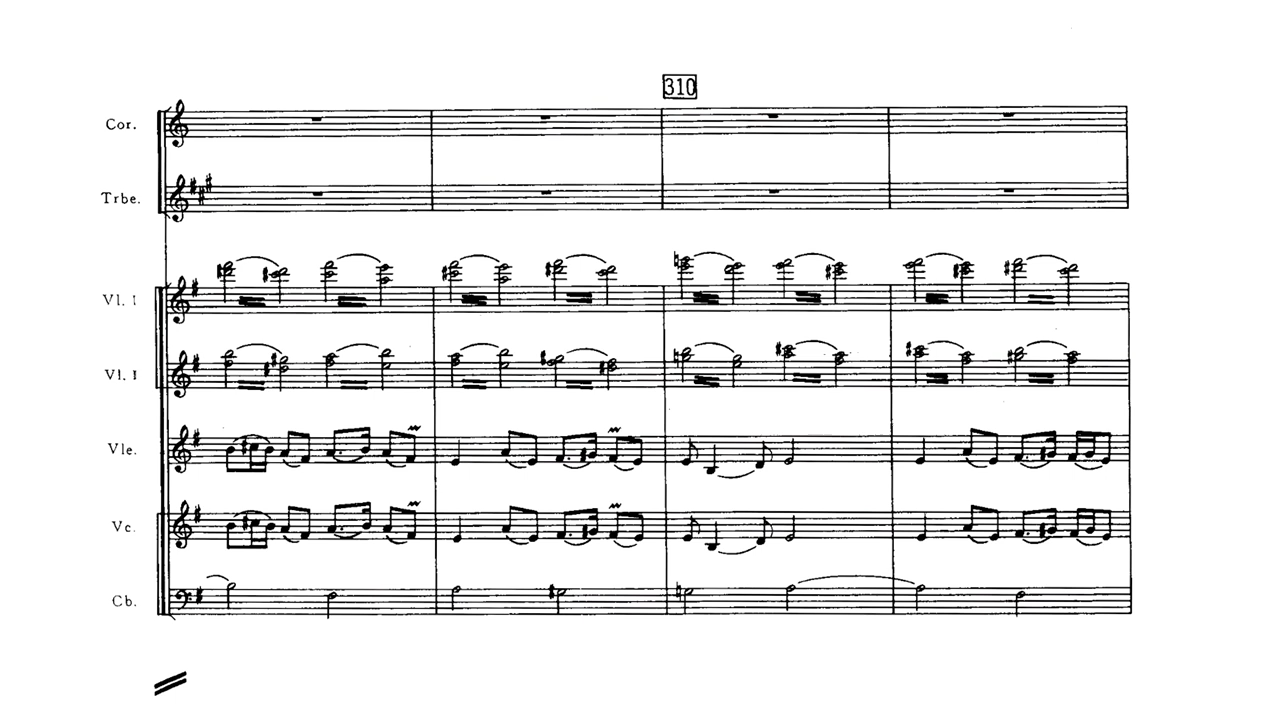 310
Cor.
Trbe.
Vl. I
Vl. I
Vle.
Vc.
Cb.